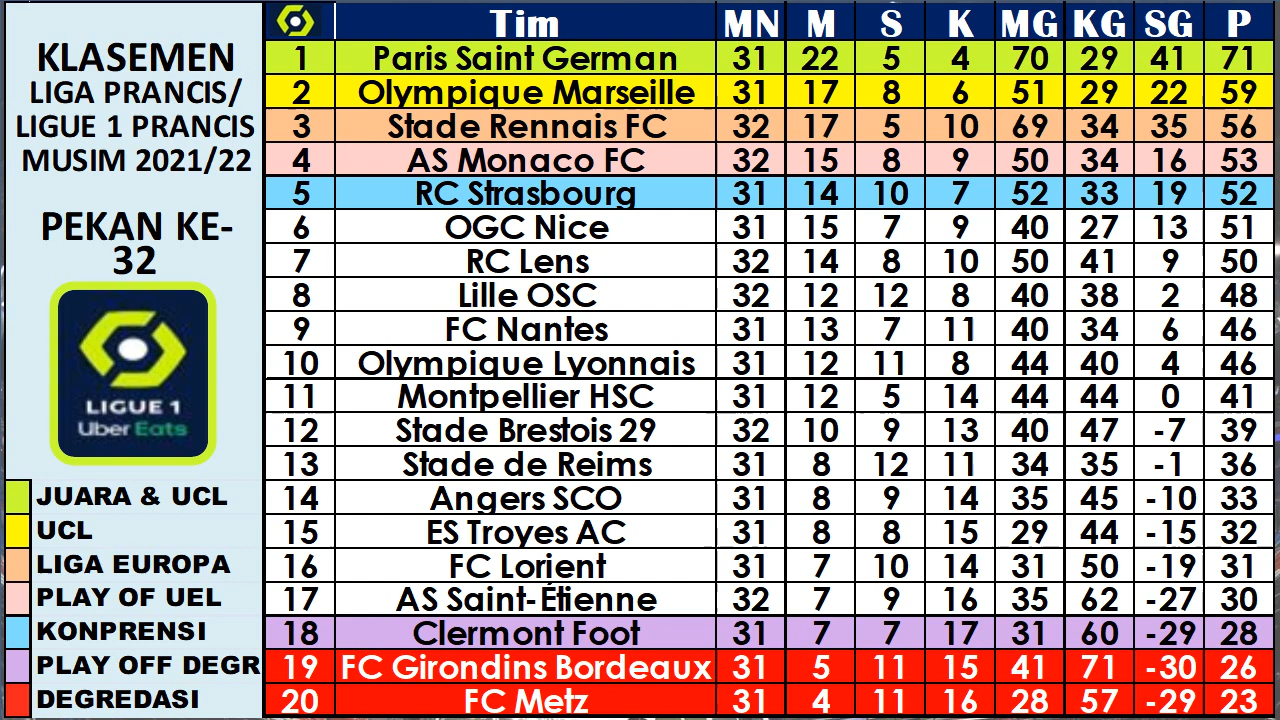 KLASEMEN
LIGA PRANCIS/
LIGUE 1 PRANCIS
MUSIM 2021/22
PEKAN KE-
32
LIGUE 1
Uber Eats
JUARA & UCL
UCL
LIGA EUROPA
PLAY OF UEL
KONPRENSI
PLAY OFF DEGR
DEGREDASI
Tim MN M S K MG KG SG P
1 Paris Saint German 31 22 5 4 70 29 41 71
2 Olympique Marseille 31 17 8 6 51 29 22 59
3 Stade Rennais FC 32 17 5 10 69 34 35 56
4 AS Monaco FC 32 15 8 9 50 34 16 53
5 RC Strasbourg 31 14 10 7 52 33 19 52
6 OGC Nice 31 15 7 9 40 27 13 51
7 RC Lens 32 14 8 10 50 41 9 50
8 Lille OSC 32 12 12 8 40 38 2 48
9 FC Nantes 31 13 7 11 40 34 6 46
10 Olympique Lyonnais 31 12 11 8 44 40 4 46
11 Montpellier HSC 31 12 5 14 44 44 0 41
12 Stade Brestois 29 32 10 9 13 40 47 -7 39
13 Stade de Reims 31 8 12 11 34 35 -1 36
14 Angers SCO 31 8 9 14 35 45 -10 33
15 ES Troyes AC 31 8 8 15 29 44 -15 32
16 FC Lorient 31 7 10 14 31 50 -19 31
17 AS Saint-Étienne 32 7 9 16 35 62 -27 30
18 Clermont Foot 31 7 7 17 31 60 -29 28
19 FC Girondins Bordeaux 31 5 11 15 41 71 -30 26
20 FC Metz 31 4 11 16 28 57 -29 23